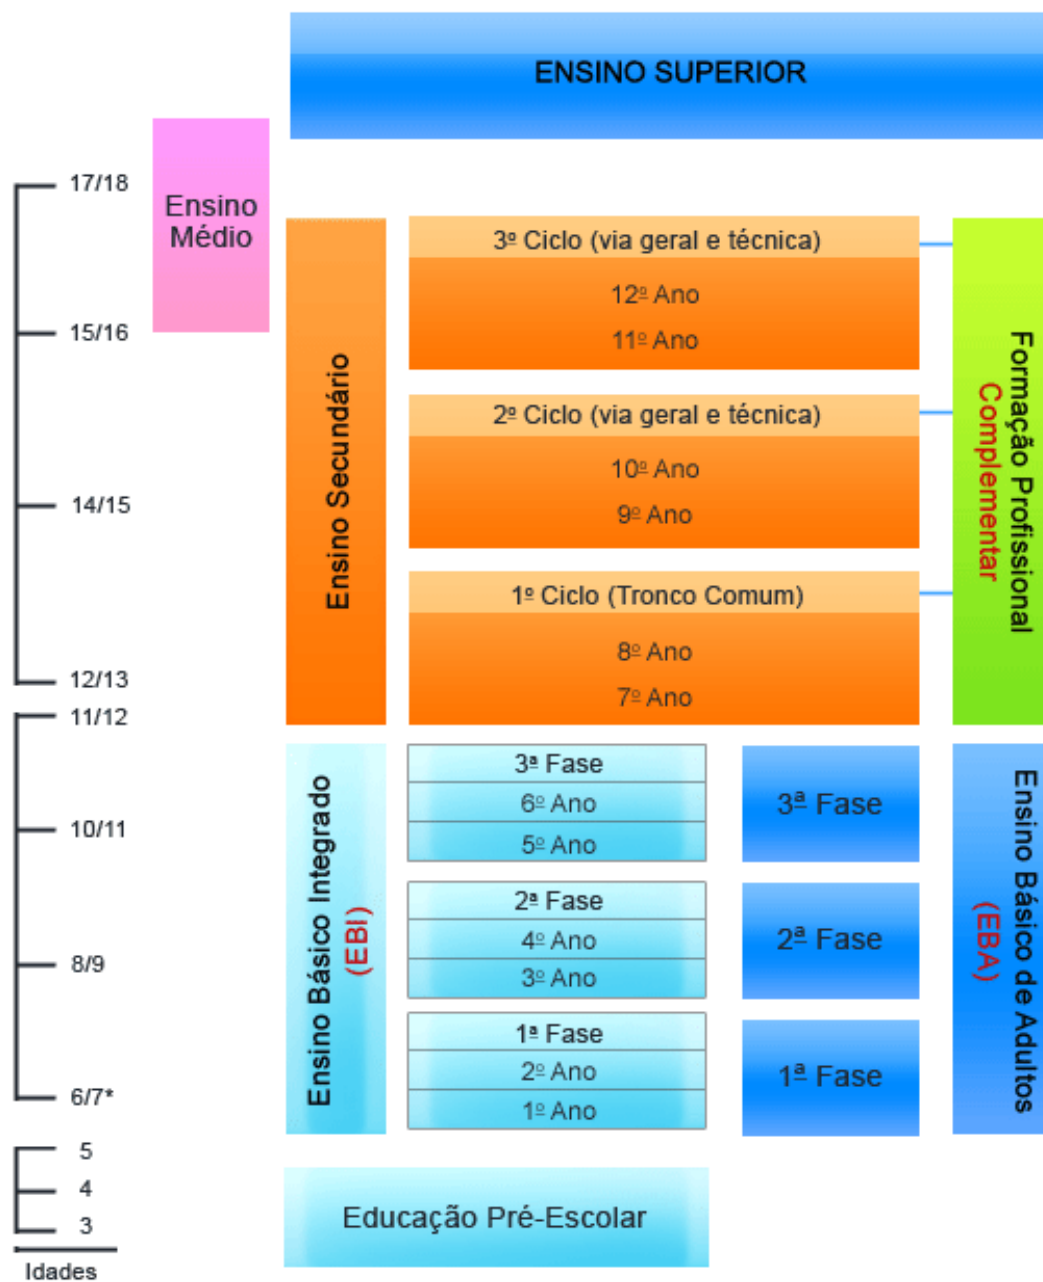 ENSINO SUPERIOR
17/18
Ensino
Médio
15/16
14/15
12/13
11/12
10/11
8/9
6/7*
5
4
3
Idades
Ensino Secundário
3º Ciclo (via geral e técnica)
12º Ano
11º Ano
2º Ciclo (via geral e técnica)
10º Ano
9º Ano
1º Ciclo (Tronco Comum)
8º Ano
7º Ano
Formação Profissional
Complementar
Ensino Básico Integrado
(EBI)
3ª Fase
6º Ano
5º Ano
2ª Fase
4º Ano
3º Ano
1ª Fase
2º Ano
1º Ano
3ª Fase
2ª Fase
1ª Fase
Ensino Básico de Adultos
(EBA)
Educação Pré-Escolar